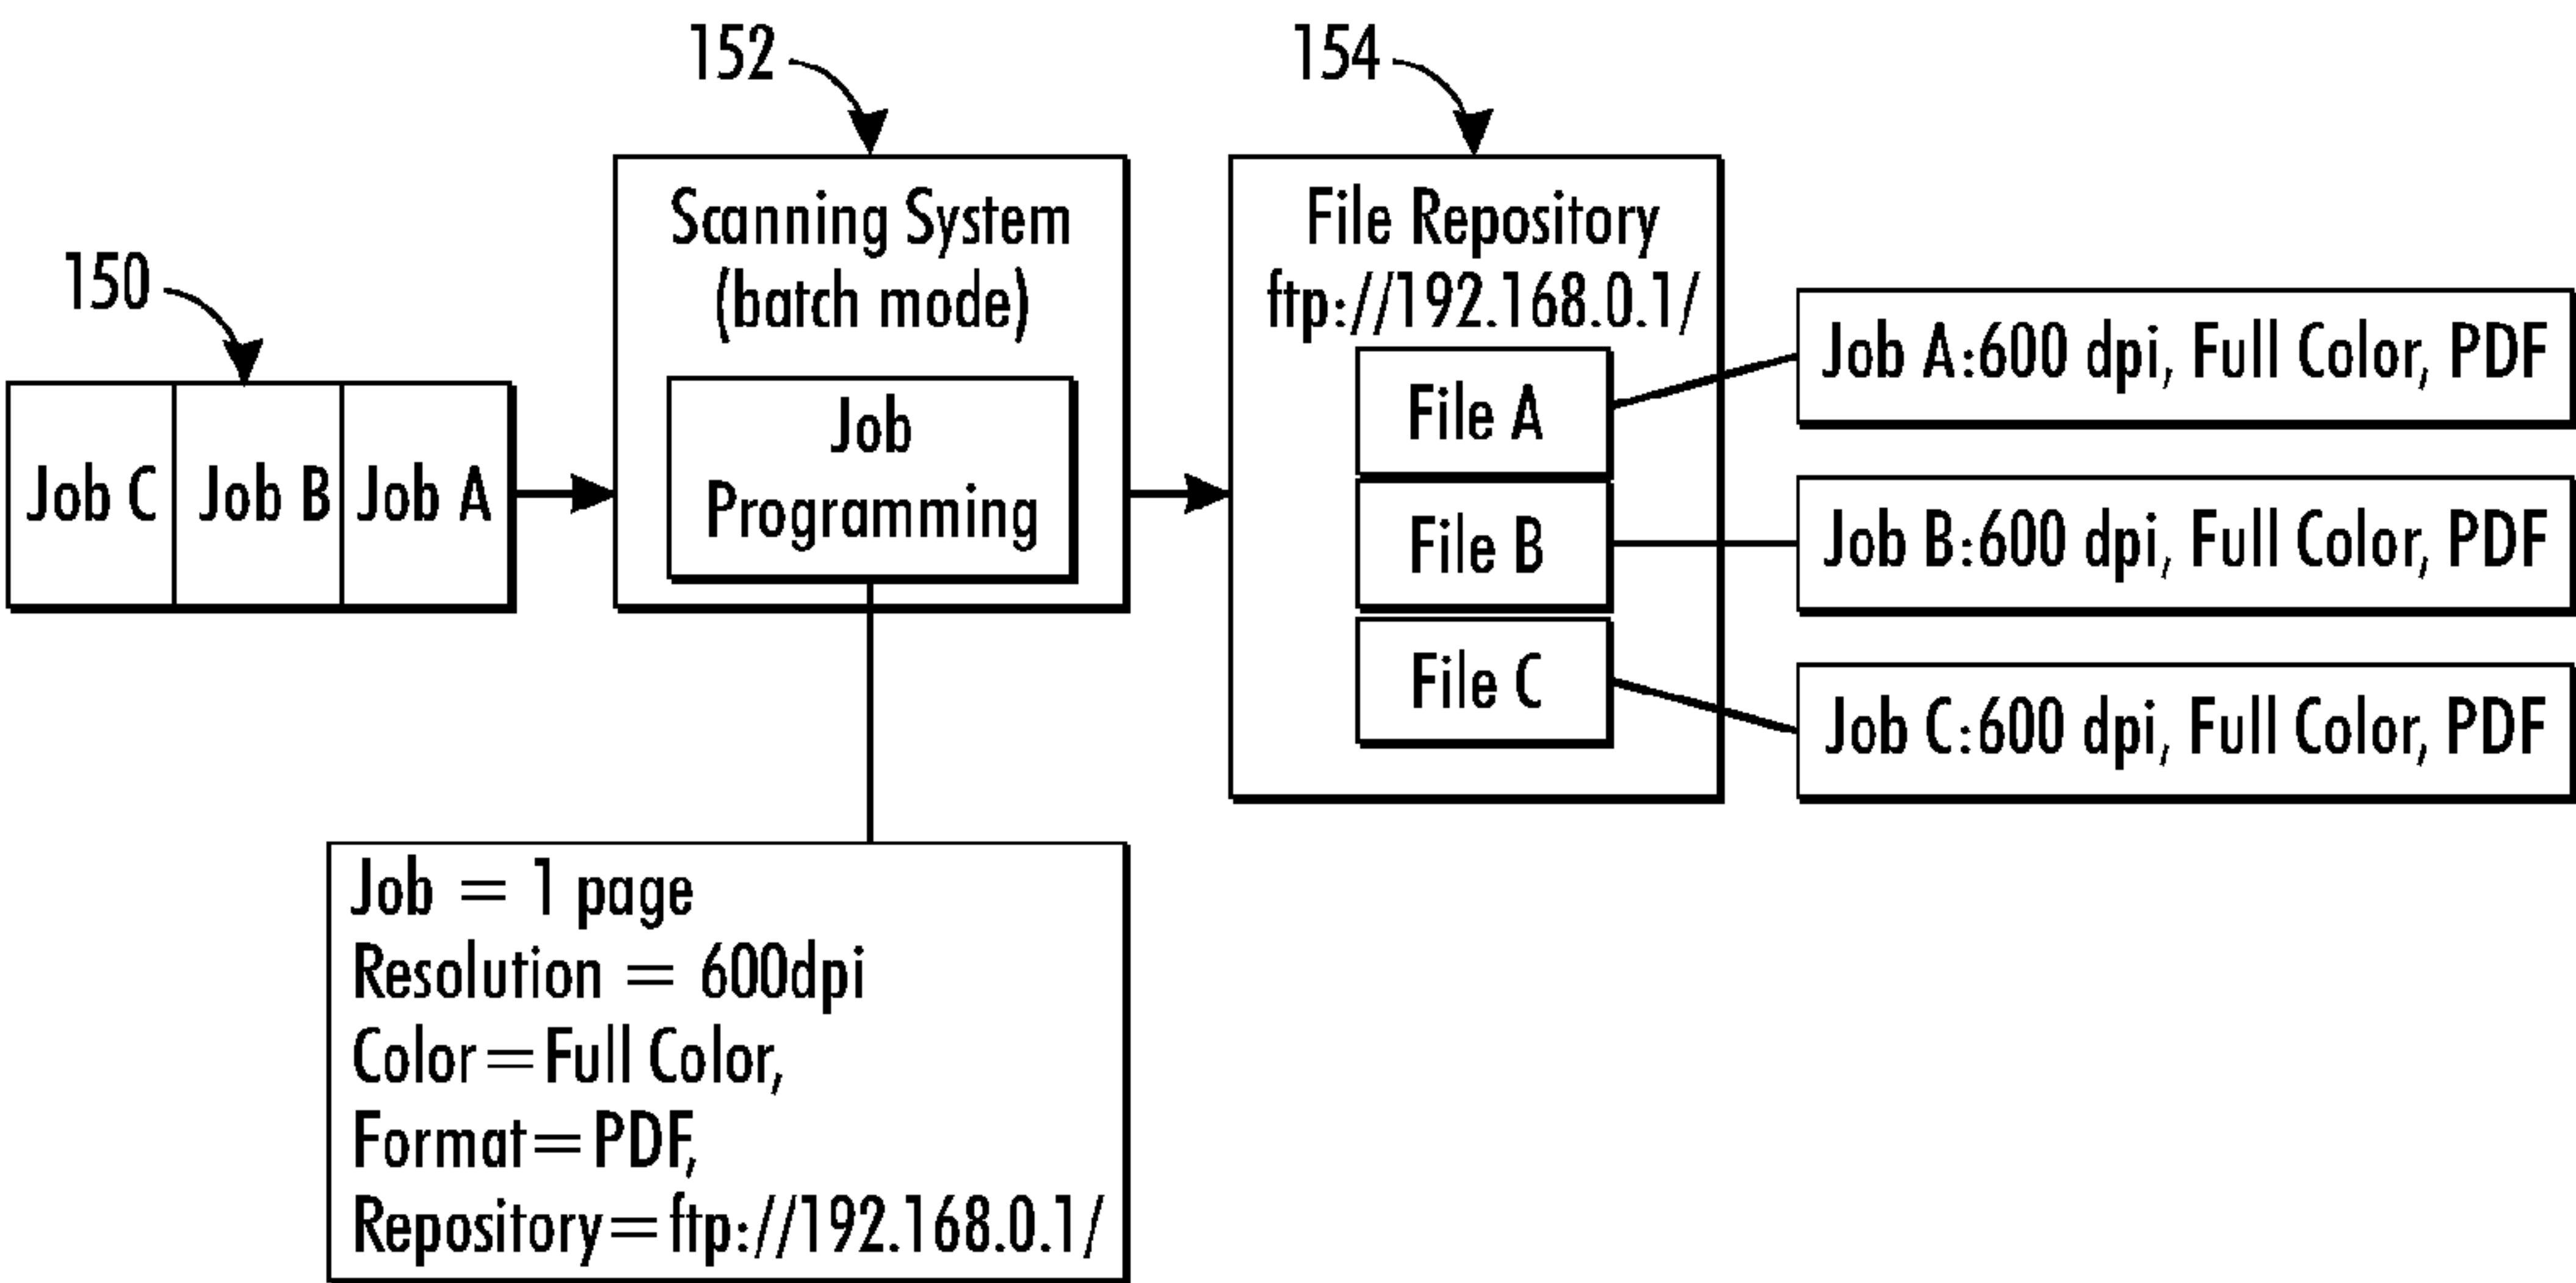 152
154
150
Scanning System
(batch mode)
Job
Programming
File Repository
ftp://192.168.0.1/
File A
File B
File C
Job C
Job B
Job A
Job A:600 dpi, Full Color, PDF
Job B:600 dpi, Full Color, PDF
Job C:600 dpi, Full Color, PDF
Job = 1 page
Resolution = 600dpi
Color=Full Color,
Format=PDF,
Repository=ftp://192.168.0.1/